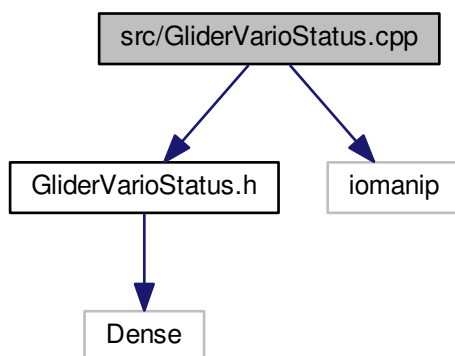 src/GliderVarioStatus.cpp
GliderVarioStatus.h
iomanip
Dense